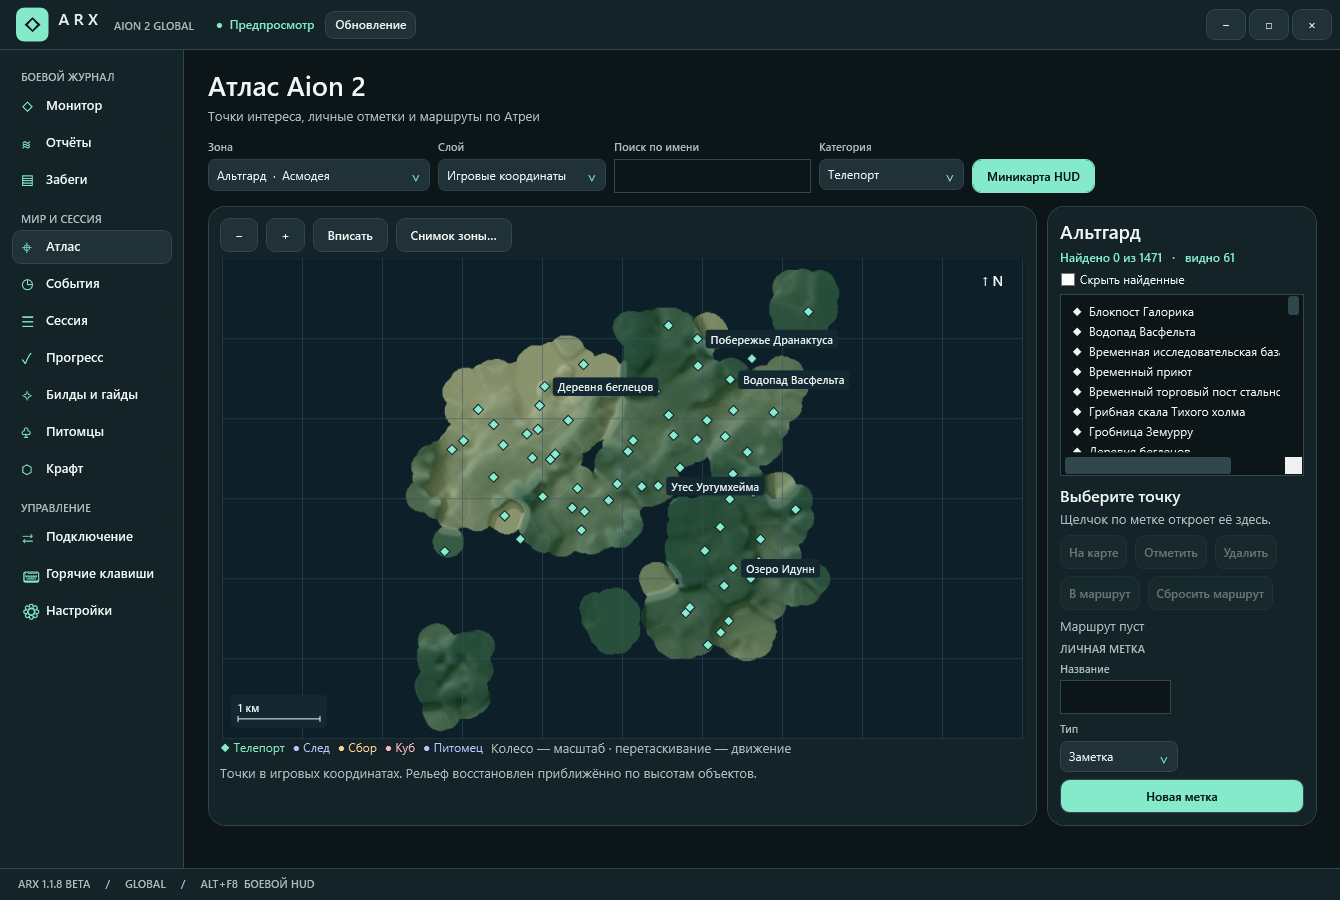 ARX
AION 2 GLOBAL
● Предпросмотр
Обновление
БОЕВОЙ ЖУРНАЛ
Монитор
Отчёты
Забеги
МИР И СЕССИЯ
Атлас
События
Сессия
Прогресс
Билды и гайды
Питомцы
Крафт
УПРАВЛЕНИЕ
Подключение
Горячие клавиши
Настройки
Атлас Aion 2
Точки интереса, личные отметки и маршруты по Атреи
Зона
Слой
Поиск по имени
Категория
Альтгард · Асмодея
Игровые координаты
Телепорт
Миникарта HUD
−
+
Вписать
Снимок зоны...
↑ N
Побережье Дранактуса
Водопад Васфельта
Деревня беглецов
Утес Уртумхейма
Озеро Идунн
1 км
◆ Телепорт ● След ● Сбор ● Куб ● Питомец Колесо — масштаб · перетаскивание — движение
Точки в игровых координатах. Рельеф восстановлен приближённо по высотам объектов.
Альтгард
Найдено 0 из 1471 · видно 61
Скрыть найденные
◆ Блокпост Галорика
◆ Водопад Васфельта
◆ Временная исследовательская база
◆ Временный приют
◆ Временный торговый пост стальнс
◆ Грибная скала Тихого холма
◆ Гробница Земурру
◆ Деревня беглецов
Выберите точку
Щелчок по метке откроет её здесь.
На карте
Отметить
Удалить
В маршрут
Сбросить маршрут
Маршрут пуст
ЛИЧНАЯ МЕТКА
Название
Тип
Заметка
Новая метка
ARX 1.1.8 BETA / GLOBAL / ALT+F8 БОЕВОЙ HUD